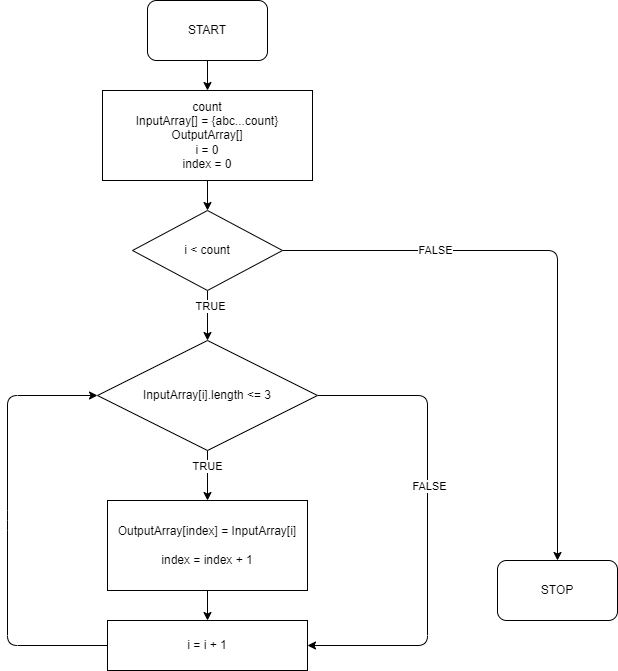 START
count
InputArray[] = {abc...count}
OutputArray[]
i = 0
index = 0
i < count
FALSE
TRUE
InputArray[i].length <= 3
TRUE
FALSE
OutputArray[index] = InputArray[i]
index = index + 1
STOP
i = i + 1